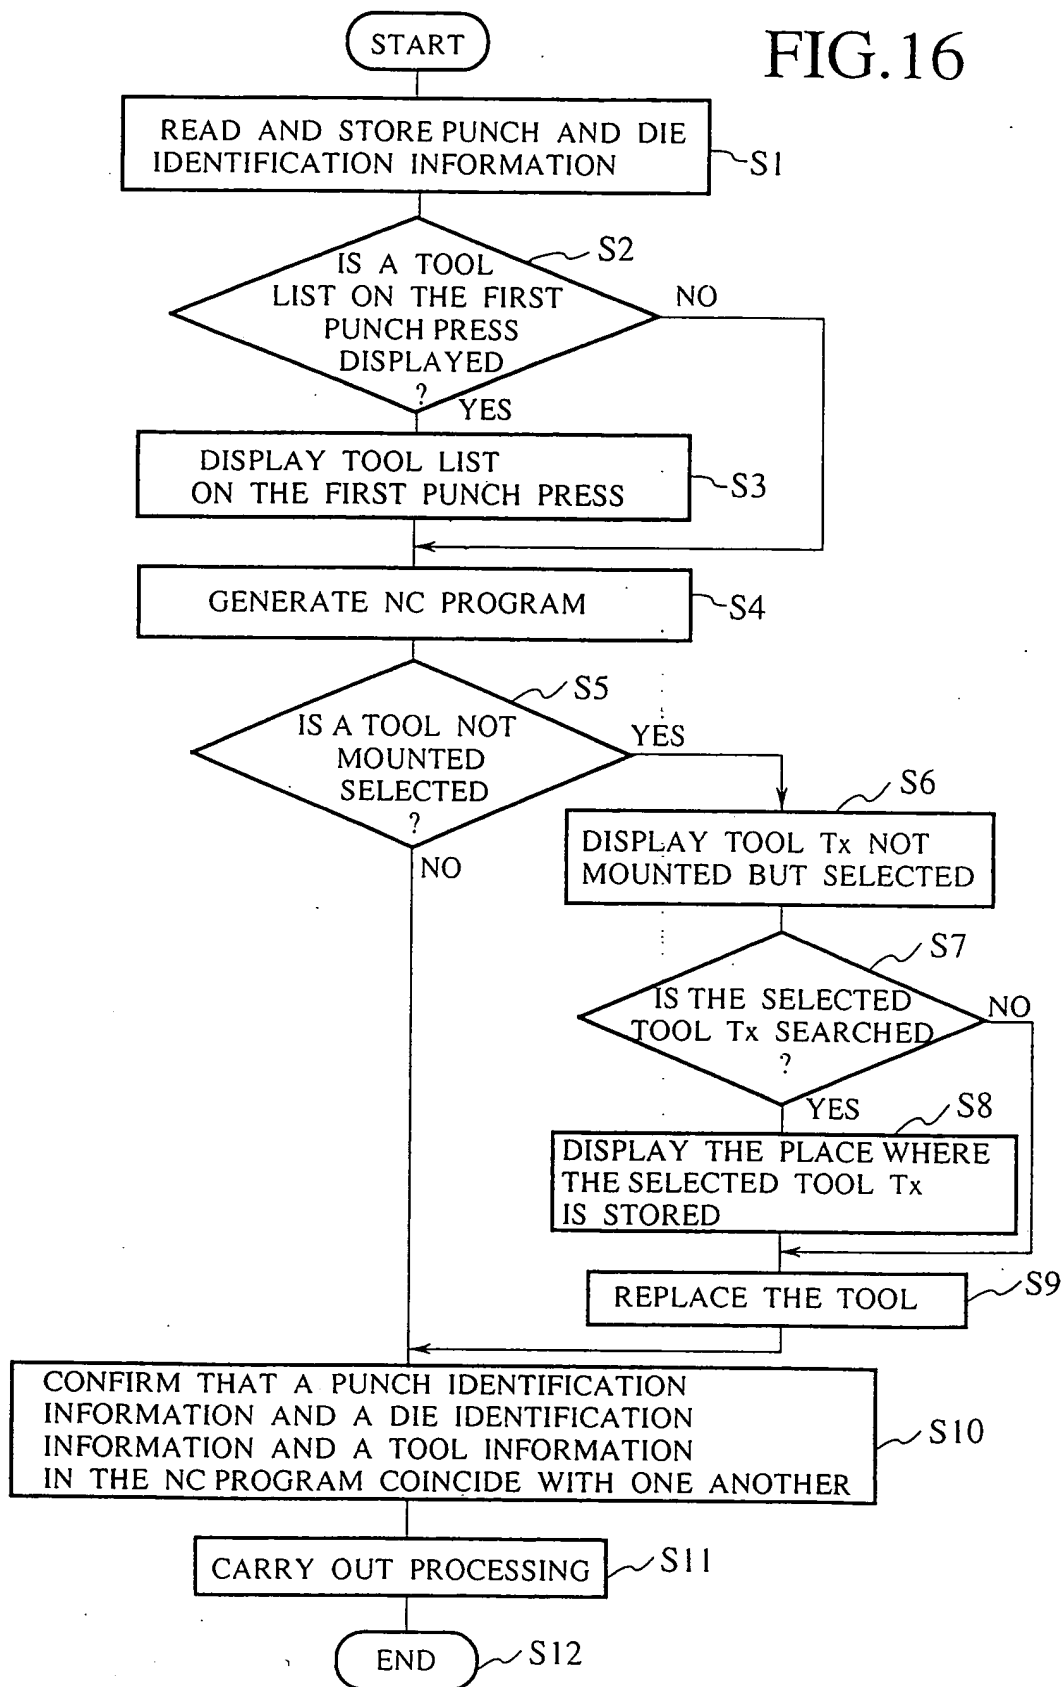 START
FIG.16
READ AND STORE PUNCH AND DIE
IDENTIFICATION INFORMATION
S1
S2
IS A TOOL
LIST ON THE FIRST
PUNCH PRESS
DISPLAYED
?
NO
YES
DISPLAY TOOL LIST
ON THE FIRST PUNCH PRESS
S3
GENERATE NC PROGRAM
S4
S5
IS A TOOL NOT
MOUNTED
SELECTED
?
YES
NO
S6
DISPLAY TOOL Tx NOT
MOUNTED BUT SELECTED
S7
IS THE SELECTED
TOOL Tx SEARCHED
?
NO
YES
S8
DISPLAY THE PLACE WHERE
THE SELECTED TOOL Tx
IS STORED
REPLACE THE TOOL
S9
CONFIRM THAT A PUNCH IDENTIFICATION
INFORMATION AND A DIE IDENTIFICATION
INFORMATION AND A TOOL INFORMATION
IN THE NC PROGRAM COINCIDE WITH ONE ANOTHER
S10
CARRY OUT PROCESSING
S11
END
S12